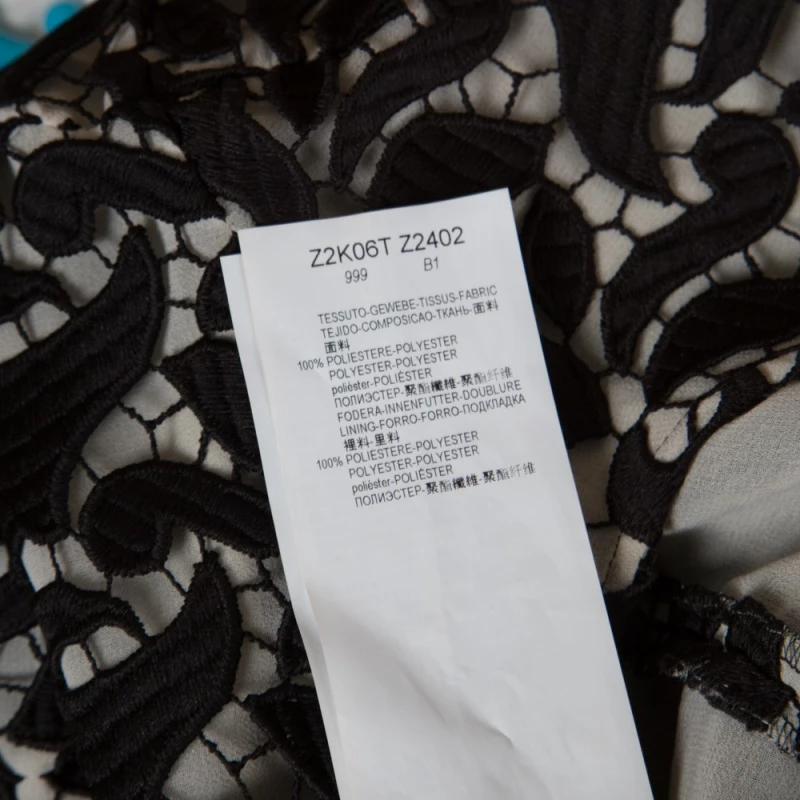 Z2K06T Z2402
999 B1
TESSUTO-GEWEBE-TISSUS-FABRIC
TEJIDO-COMPOSICAO-ТКАНЬ-面料
面料
100% POLIESTERE-POLYESTER
POLYESTER-POLYESTER
poliéster-POLIÉSTER
ПОЛИЭСТЕР-聚酯纖維-聚酯纤维
FODERA-INNENFUTTER-DOUBLURE
LINING-FORRO-FORRO-ПОДКЛАДКА
裡料-里料
100% POLIESTERE-POLYESTER
POLYESTER-POLYESTER
poliéster-POLIÉSTER
ПОЛИЭСТЕР-聚酯纖維-聚酯纤维